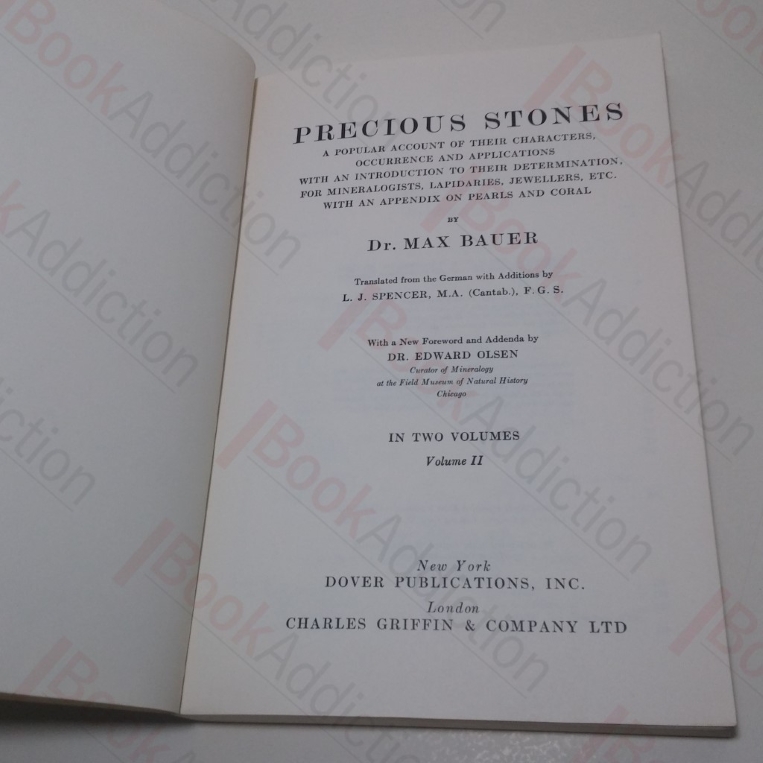 PRECIOUS STONES
A POPULAR ACCOUNT OF THEIR CHARACTERS,
OCCURRENCE AND APPLICATIONS
WITH AN INTRODUCTION TO THEIR DETERMINATION,
FOR MINERALOGISTS, LAPIDARIES, JEWELLERS, ETC.
WITH AN APPENDIX ON PEARLS AND CORAL
BY
Dr. MAX BAUER
Translated from the German with Additions by
L. J. SPENCER, M.A. (Cantab.), F.G.S.
With a New Foreword and Addenda by
DR. EDWARD OLSEN
Curator of Mineralogy
at the Field Museum of Natural History
Chicago
IN TWO VOLUMES
Volume II
New York
DOVER PUBLICATIONS, INC.
London
CHARLES GRIFFIN & COMPANY LTD
BookAddiction